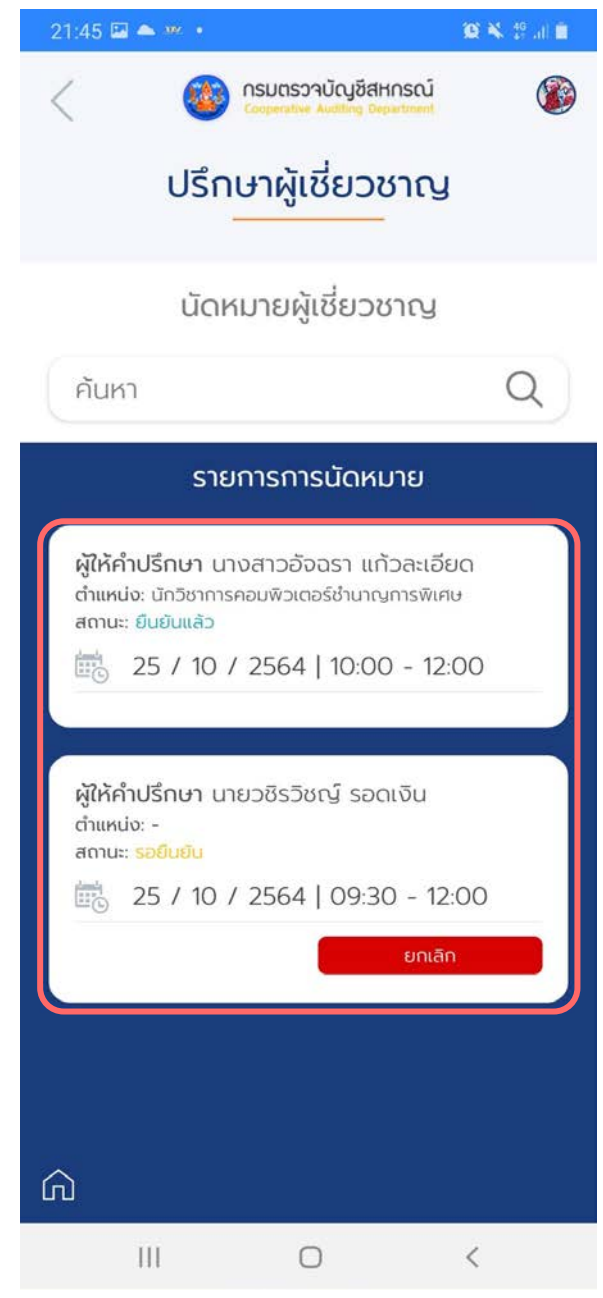 21:45
4G
กรมตรวจบัญชีสหกรณ์
Cooperative Auditing Department
ปรึกษาผู้เชี่ยวชาญ
นัดหมายผู้เชี่ยวชาญ
ค้นหา
รายการการนัดหมาย
ผู้ให้คำปรึกษา นางสาวอัจฉรา แก้วละเอียด
ตำแหน่ง: นักวิชาการคอมพิวเตอร์ชำนาญการพิเศษ
สถานะ: ยืนยันแล้ว
25 / 10 / 2564 | 10:00 - 12:00
ผู้ให้คำปรึกษา นายวชิรวิชญ์ รอดเงิน
ตำแหน่ง: -
สถานะ: รอยืนยัน
25 / 10 / 2564 | 09:30 - 12:00
ยกเลิก